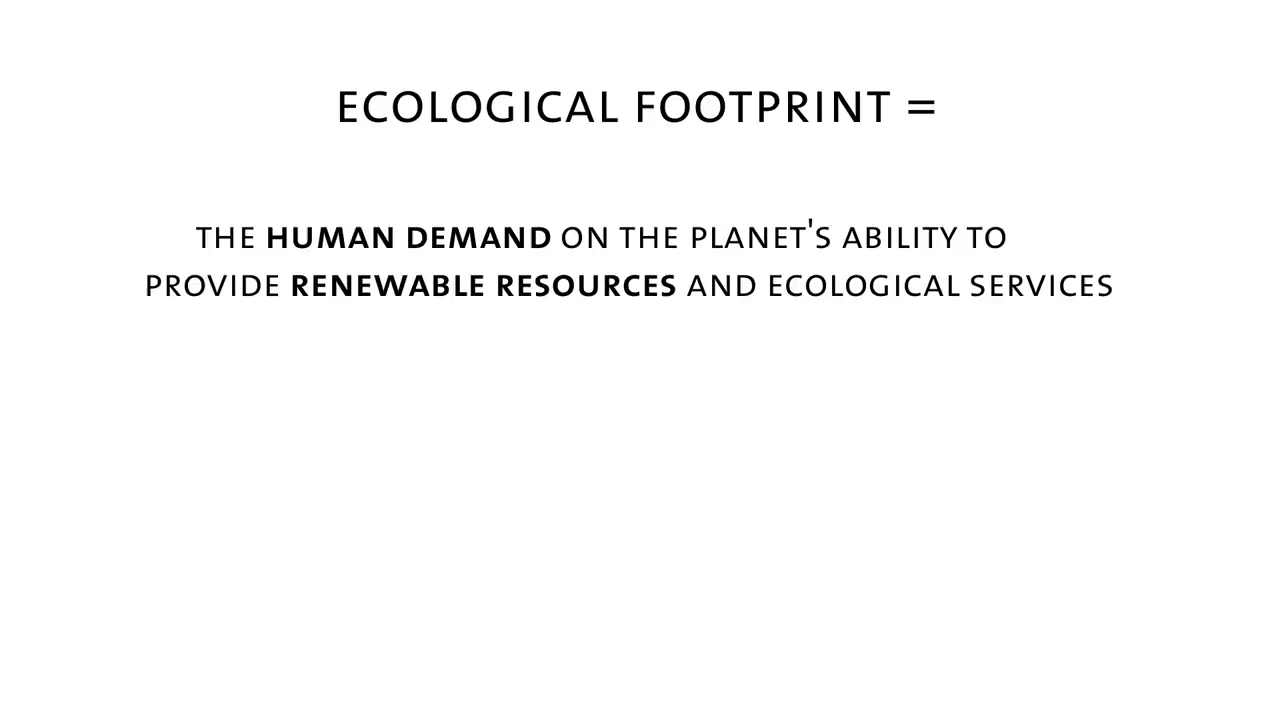 ECOLOGICAL FOOTPRINT =
THE HUMAN DEMAND ON THE PLANET'S ABILITY TO
PROVIDE RENEWABLE RESOURCES AND ECOLOGICAL SERVICES